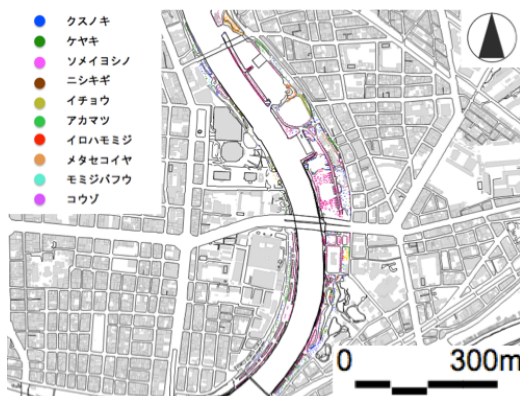 クスノキ
ケヤキ
ソメイヨシノ
ニシキギ
イチョウ
アカマツ
イロハモミジ
メタセコイヤ
モミジバフウ
コウゾ
0 300m